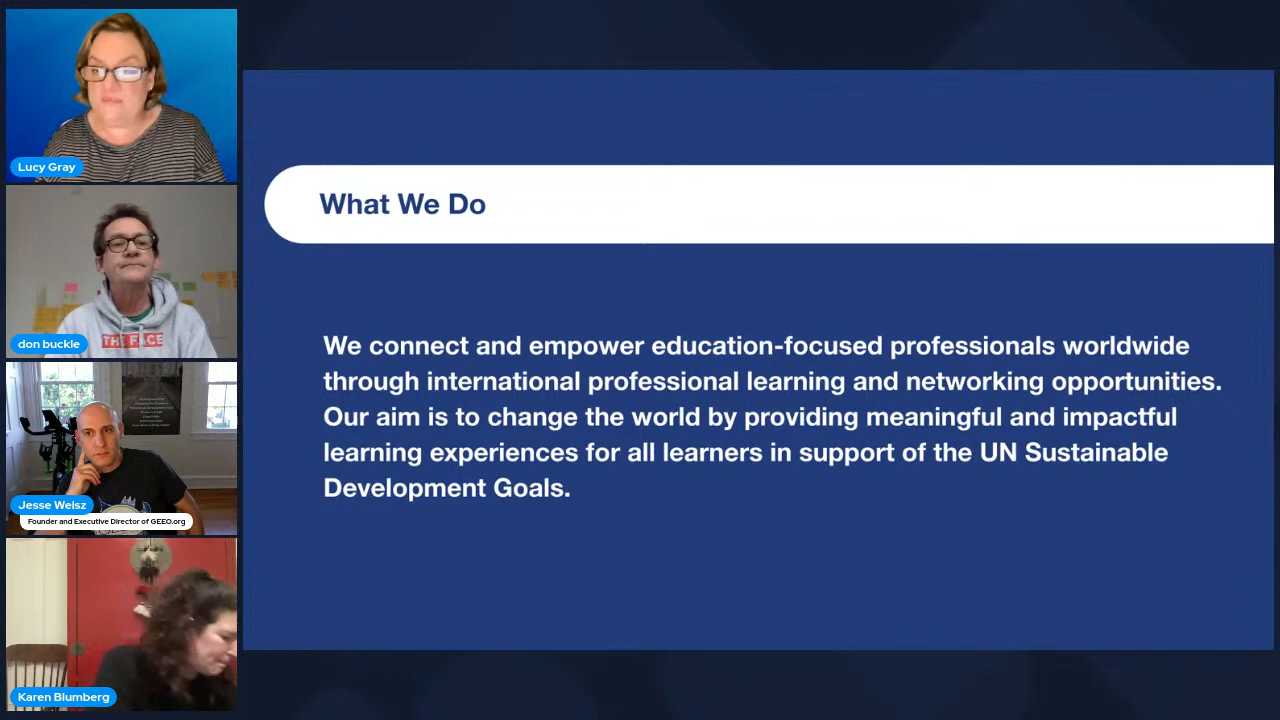 Lucy Gray
don buckle
THE FACE
Jesse Weisz
Founder and Executive Director of GEEO.org
Karen Blumberg
What We Do
We connect and empower education-focused professionals worldwide
through international professional learning and networking opportunities.
Our aim is to change the world by providing meaningful and impactful
learning experiences for all learners in support of the UN Sustainable
Development Goals.